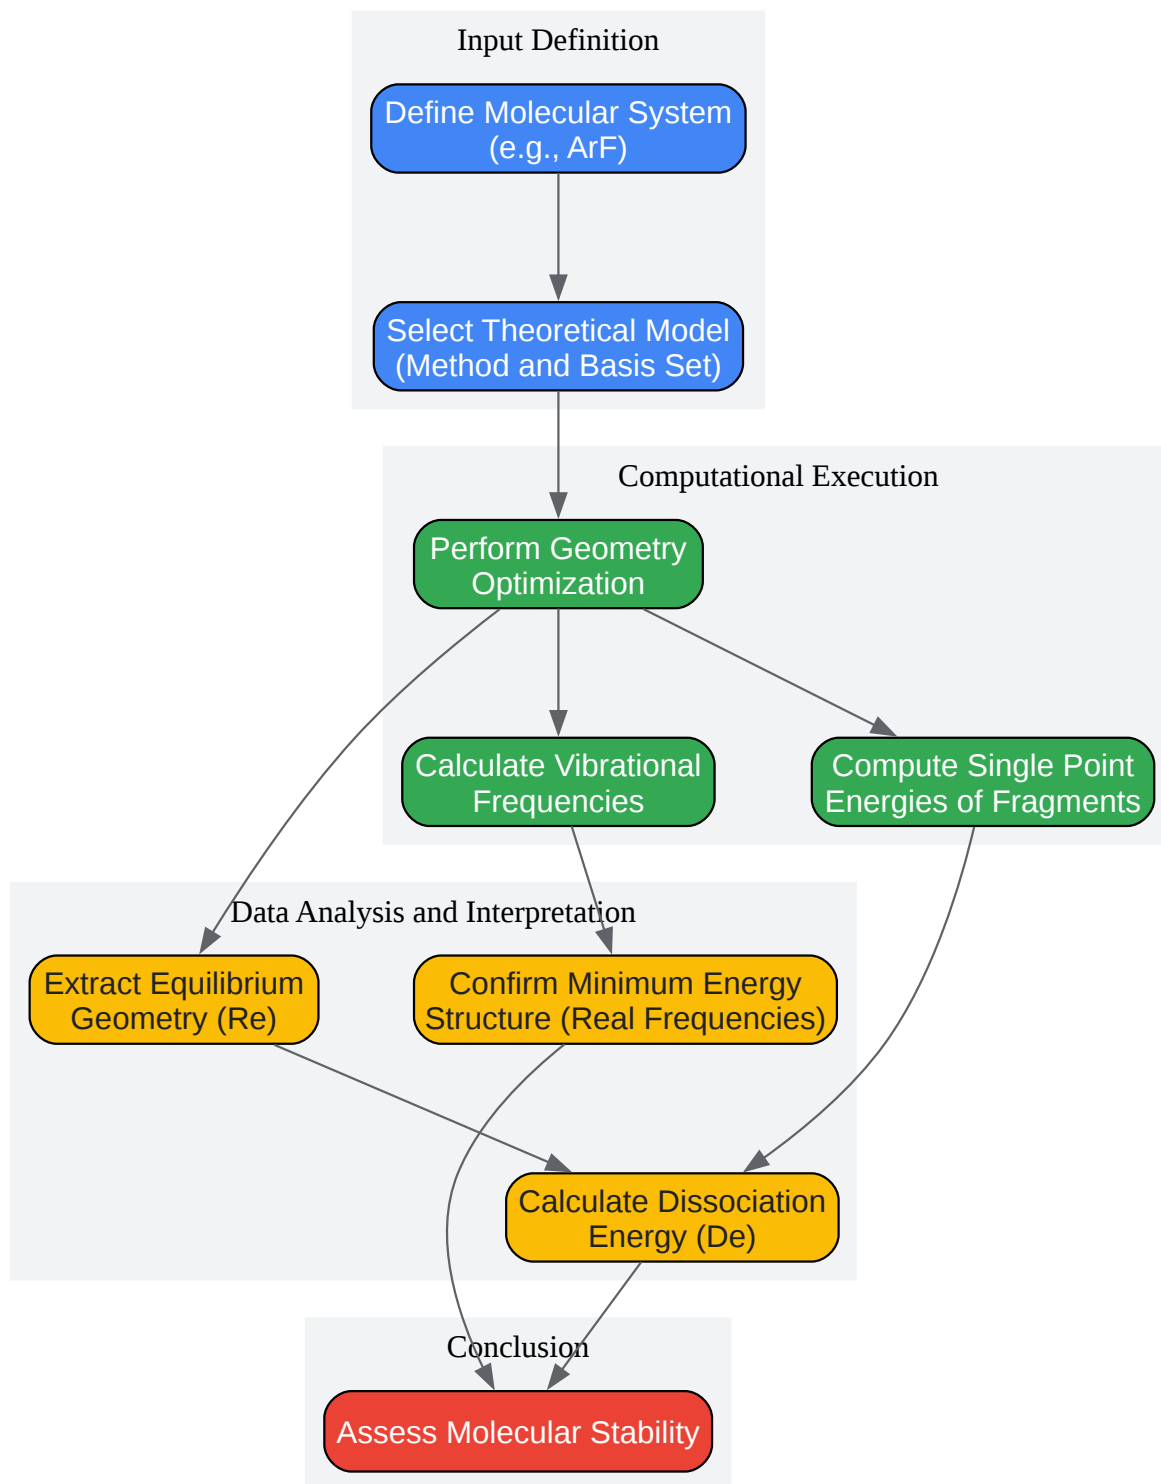 Input Definition
Define Molecular System
(e.g., ArF)
Select Theoretical Model
(Method and Basis Set)
Computational Execution
Perform Geometry
Optimization
Calculate Vibrational
Frequencies
Compute Single Point
Energies of Fragments
Data Analysis and Interpretation
Extract Equilibrium
Geometry (Re)
Confirm Minimum Energy
Structure (Real Frequencies)
Calculate Dissociation
Energy (De)
Conclusion
Assess Molecular Stability